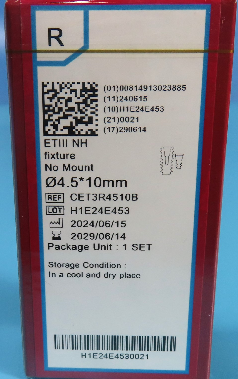 R
(01)00814913023885
(11)240615
(10)H1E24E453
(21)0021
(17)290614
ETIII NH
fixture
No Mount
Ø4.5*10mm
REF CET3R4510B
LOT H1E24E453
2024/06/15
2029/06/14
Package Unit : 1 SET
Storage Condition :
In a cool and dry place
H1E24E4530021